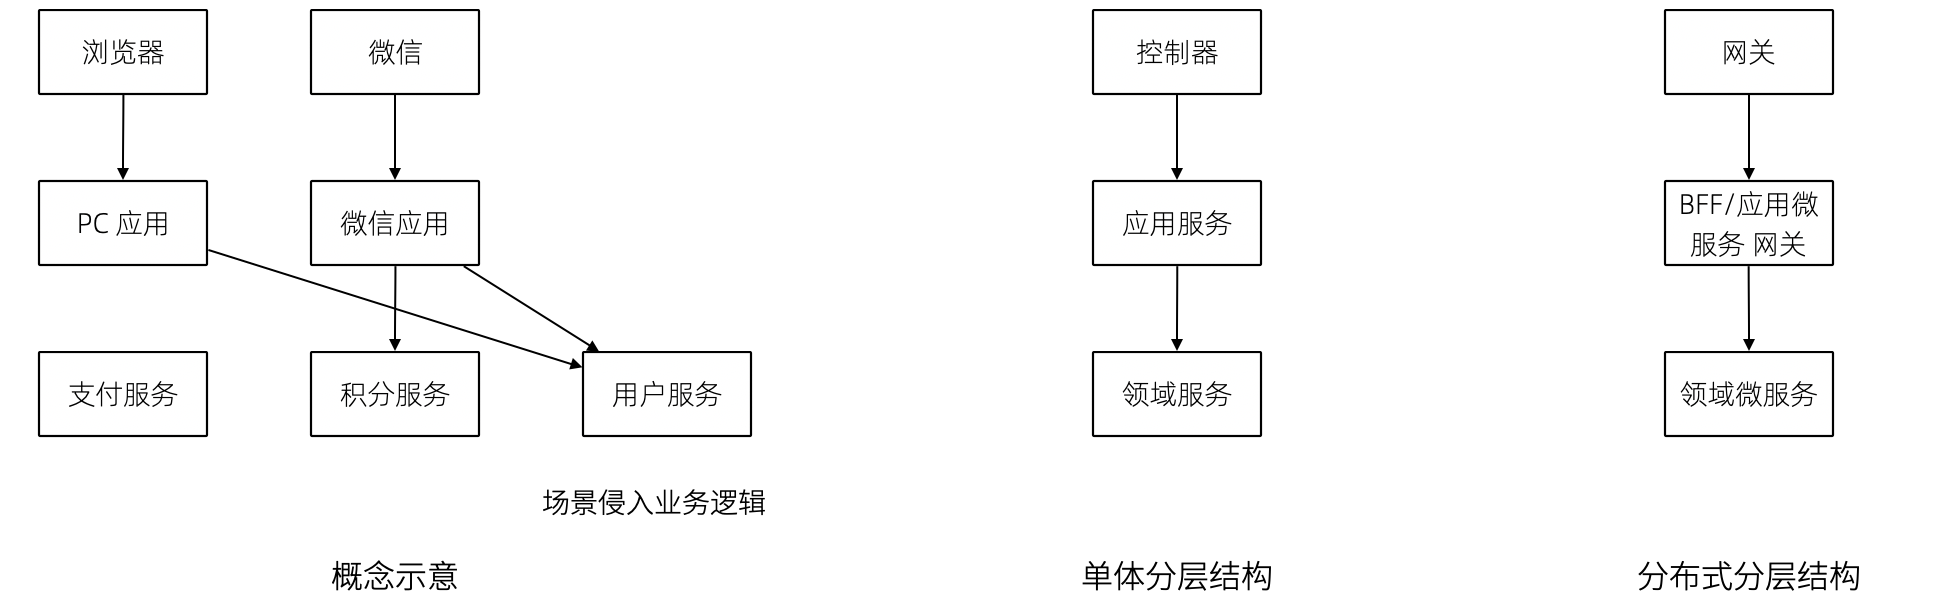 浏览器
微信
控制器
网关
PC 应用
微信应用
应用服务
BFF/应用微
服务 网关
支付服务
积分服务
用户服务
领域服务
领域微服务
场景侵入业务逻辑
概念示意
单体分层结构
分布式分层结构